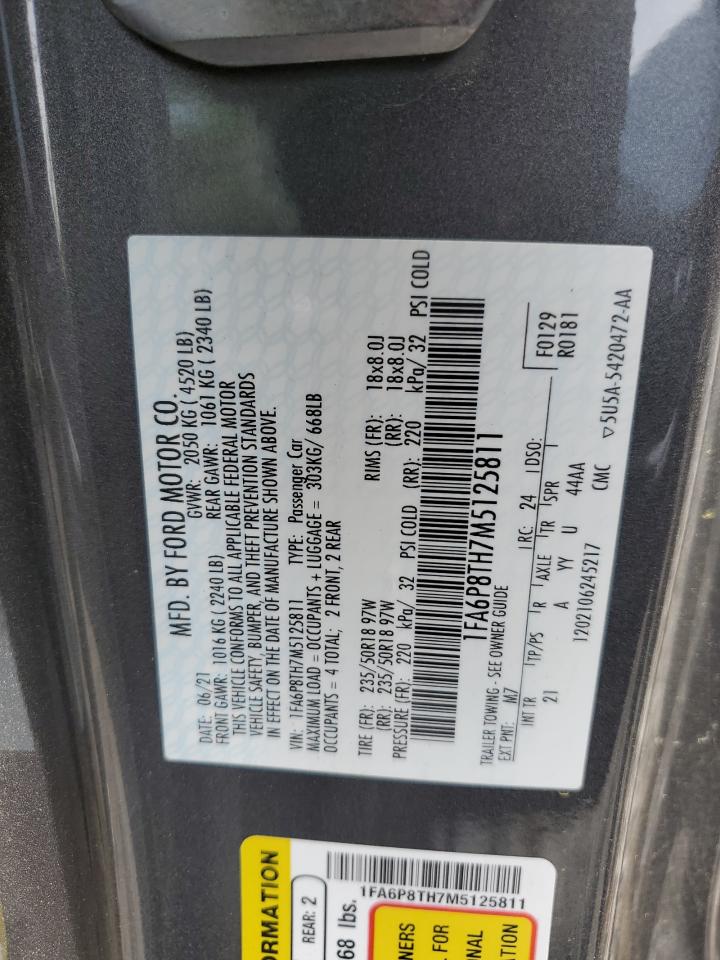 MFD. BY FORD MOTOR CO.
DATE: 06/21 GVWR: 2050 KG ( 4520 LB)
FRONT GAWR: 1016 KG (2240 LB) REAR GAWR: 1061 KG ( 2340 LB)
THIS VEHICLE CONFORMS TO ALL APPLICABLE FEDERAL MOTOR
VEHICLE SAFETY, BUMPER, AND THEFT PREVENTION STANDARDS
IN EFFECT ON THE DATE OF MANUFACTURE SHOWN ABOVE.
VIN: 1FA6P8TH7M5125811 TYPE: Passenger Car
MAXIMUM LOAD = OCCUPANTS + LUGGAGE = 303KG/ 668LB
OCCUPANTS = 4 TOTAL; 2 FRONT, 2 REAR
TIRE (FR): 235/50R18 97W RIMS (FR): 18x8.0J
(RR): 235/50R18 97W (RR): 18x8.0J
PRESSURE (FR): 220 kPa/ 32 PSI COLD (RR): 220 kPa/ 32 PSI COLD
1FA6P8TH7M5125811
TRAILER TOWING - SEE OWNER GUIDE
EXT PNT: M7 RC: 24 DSO: F0129
INT TR TP/PS R AXLE TR SPR R0181
21 A YY U 44AA
1202106245217 CMC ▽5U5A-5420472-AA
ORMATION
REAR: 2
68 lbs.
1FA6P8TH7M5125811
NERS
FOR
ONAL
TION